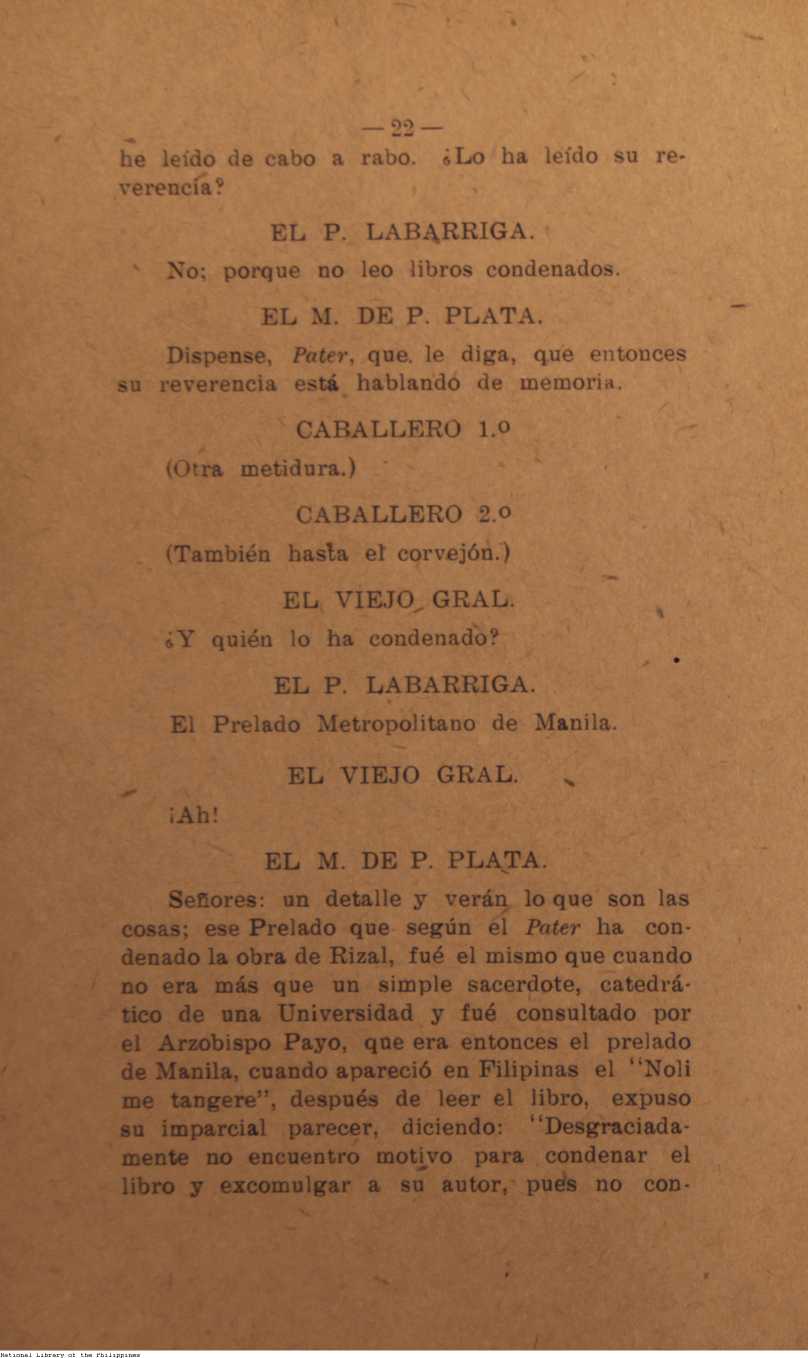 — 22 —
he leído de cabo a rabo. ¿Lo ha leído su re-
verencia?
EL P. LABARRIGA.
No; porque no leo libros condenados.
EL M. DE P. PLATA.
Dispense, Pater, que. le diga, que entonces
su reverencia está hablando de memoria.
CABALLERO 1.º
(Otra metidura.)
CABALLERO 2.º
(También hasta el corvejón.)
EL VIEJO GRAL.
¿Y quién lo ha condenado?
EL P. LABARRIGA.
El Prelado Metropolitano de Manila.
EL VIEJO GRAL.
¡Ah!
EL M. DE P. PLATA.
Señores: un detalle y verán lo que son las
cosas; ese Prelado que según el Pater ha con-
denado la obra de Rizal, fué el mismo que cuando
no era más que un simple sacerdote, catedrá-
tico de una Universidad y fué consultado por
el Arzobispo Payo, que era entonces el prelado
de Manila, cuando apareció en Filipinas el "Noli
me tangere", después de leer el libro, expuso
su imparcial parecer, diciendo: "Desgraciada-
mente no encuentro motivo para condenar el
libro y excomulgar a su autor, pues no con-
National Library of the Philippines